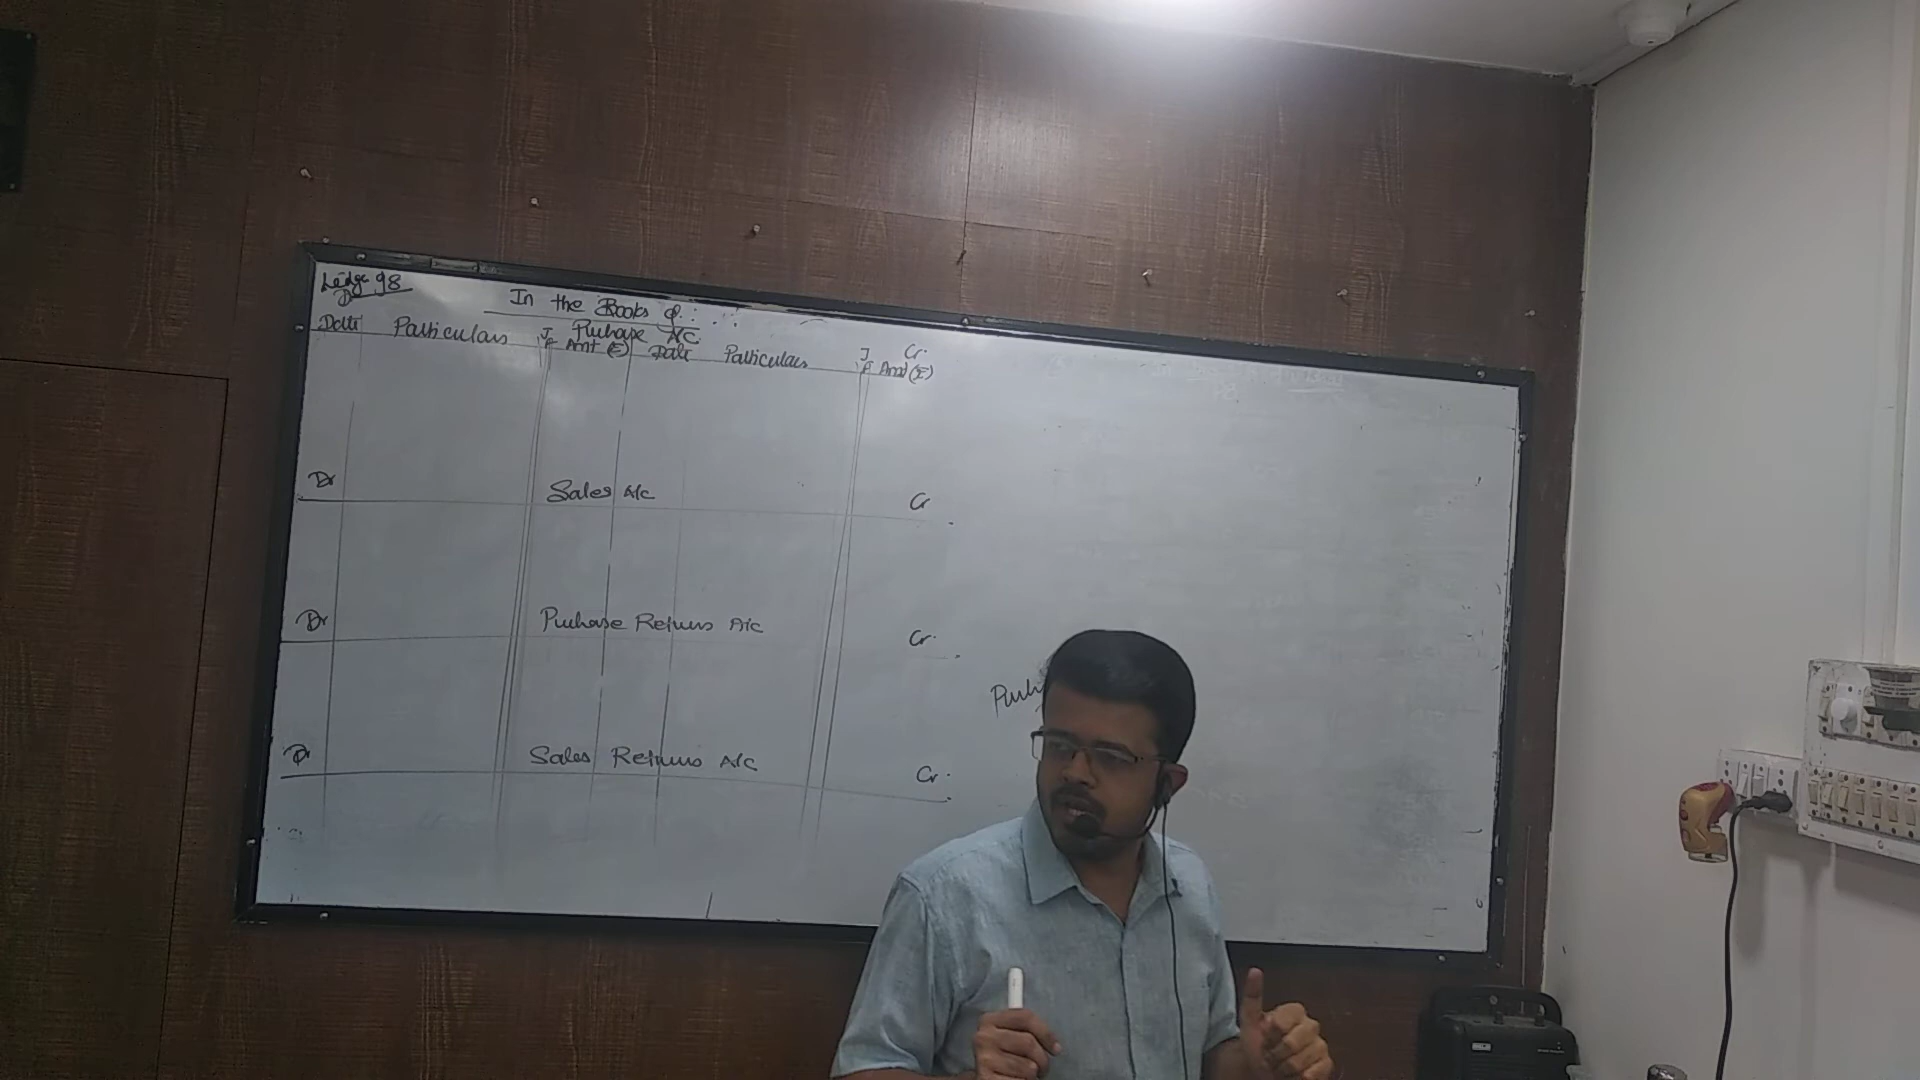 Ledge 98
In the Books of : . . .
Dr Purchase A/C Cr.
Date Particulars J.F Amt (₹) Date Particulars J.F Amt (₹)
Dr Sales A/c Cr
Dr Purchase Returns A/c Cr.
Dr Sales Returns A/C Cr.